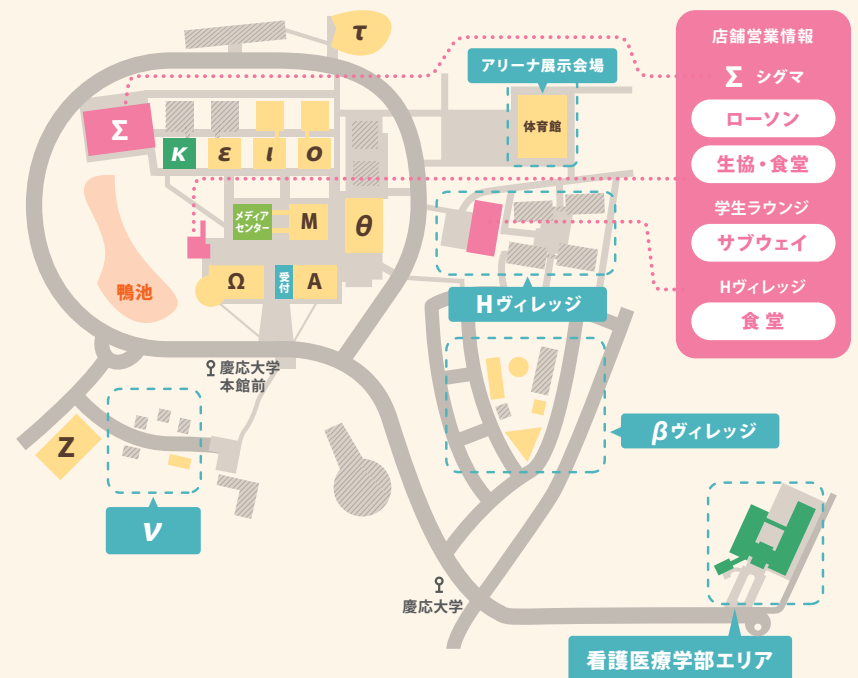 τ
アリーナ展示会場
店舗営業情報
Σ シグマ
ローソン
生協・食堂
学生ラウンジ
サブウェイ
Hヴィレッジ
食 堂
Σ
体育館
κ
ε
ι
ο
メディア
センター
M
θ
鴨池
Ω
受付
A
Hヴィレッジ
慶応大学
本館前
βヴィレッジ
Z
ν
慶応大学
看護医療学部エリア